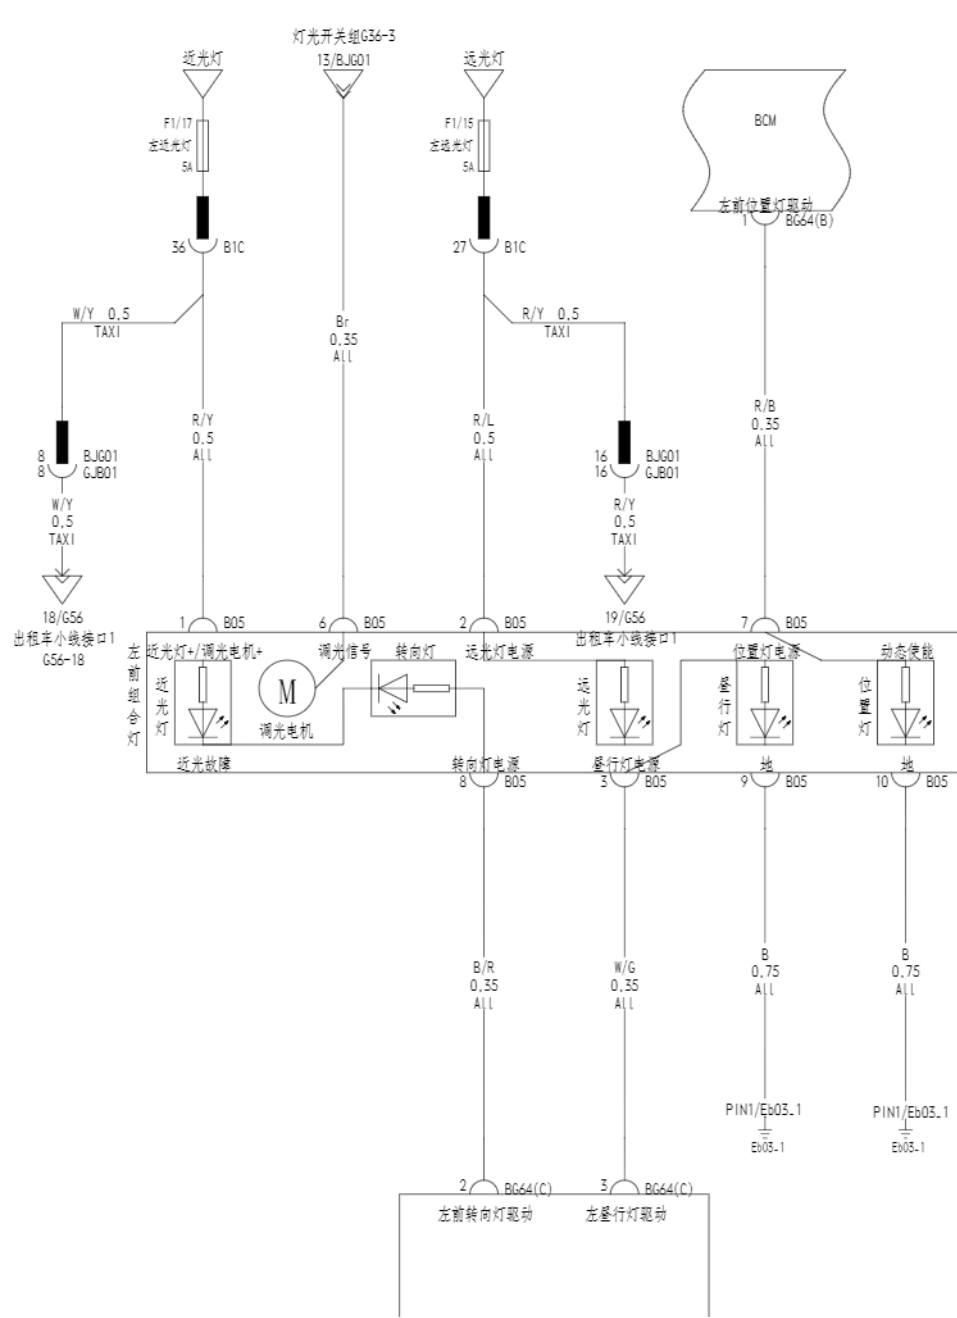 灯光开关组G36-3
近光灯
13/BJG01
远光灯
F1/17
左近光灯
5A
F1/15
左远光灯
5A
BCM
左前位置灯驱动
1
BG64(B)
36
B1C
27
B1C
W/Y 0.5
TAXI
Br
0.35
All
R/Y 0.5
TAXI
R/Y
0.5
All
R/L
0.5
All
R/B
0.35
All
8
BJG01
8
GJB01
16
BJG01
16
GJB01
W/Y
0.5
TAXI
R/Y
0.5
TAXI
18/G56
出租车小线接口1
G56-18
19/G56
出租车小线接口1
1
B05
6
B05
2
B05
7
B05
左前组合灯
近光灯+/调光电机+
调光信号
转向灯
远光灯电源
位置灯电源
动态使能
近光灯
M
调光电机
远光灯
昼行灯
位置灯
近光故障
转向灯电源
昼行灯电源
地
地
8
B05
3
B05
9
B05
10
B05
B/R
0.35
All
W/G
0.35
All
B
0.75
All
B
0.75
All
PIN1/Eb03-1
Eb03-1
PIN1/Eb03-1
Eb03-1
2
BG64(C)
3
BG64(C)
左前转向灯驱动
左昼行灯驱动